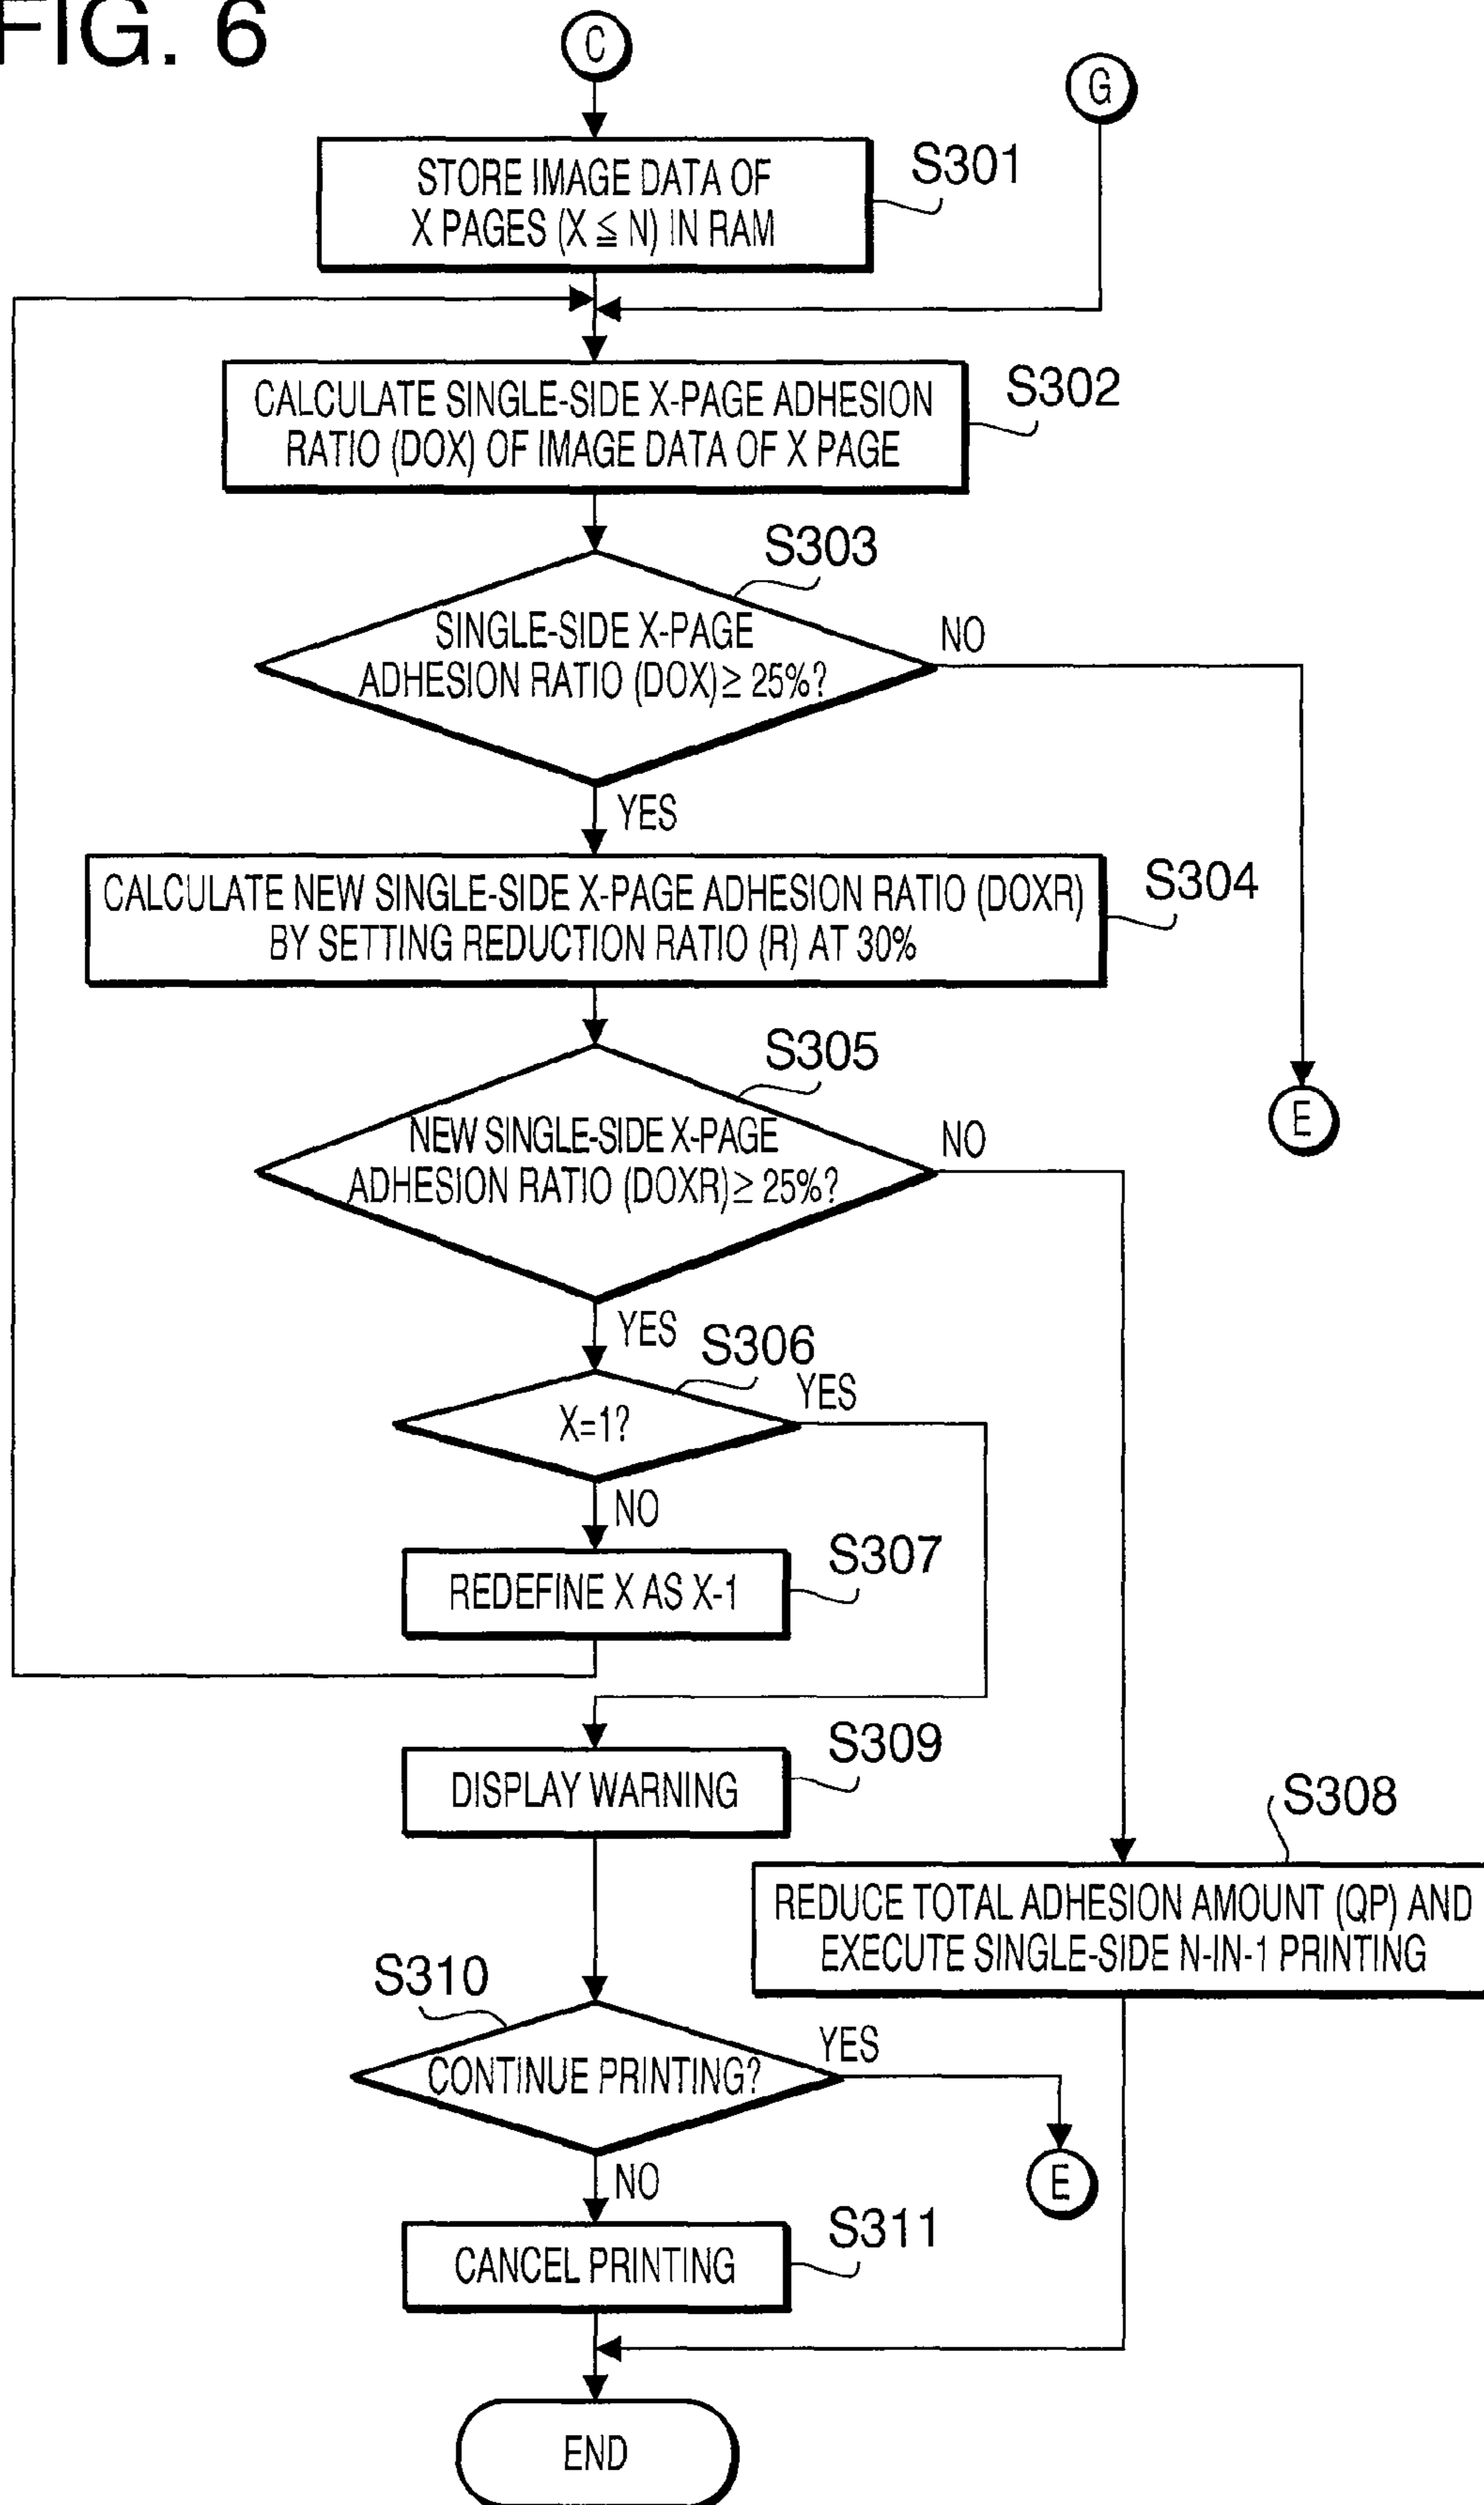 FIG. 6
C
G
STORE IMAGE DATA OF
X PAGES (X ≦ N) IN RAM
S301
CALCULATE SINGLE-SIDE X-PAGE ADHESION
RATIO (DOX) OF IMAGE DATA OF X PAGE
S302
S303
SINGLE-SIDE X-PAGE
ADHESION RATIO (DOX) ≥ 25%?
NO
YES
CALCULATE NEW SINGLE-SIDE X-PAGE ADHESION RATIO (DOXR)
BY SETTING REDUCTION RATIO (R) AT 30%
S304
S305
E
NEW SINGLE-SIDE X-PAGE
ADHESION RATIO (DOXR) ≥ 25%?
NO
YES
S306
X=1?
YES
NO
REDEFINE X AS X-1
S307
DISPLAY WARNING
S309
S308
REDUCE TOTAL ADHESION AMOUNT (QP) AND
EXECUTE SINGLE-SIDE N-IN-1 PRINTING
S310
CONTINUE PRINTING?
YES
E
NO
CANCEL PRINTING
S311
END